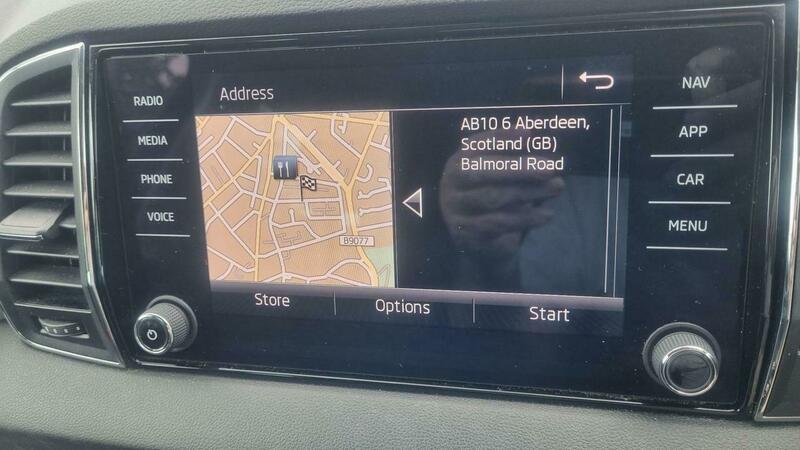 Address
RADIO
MEDIA
PHONE
VOICE
AB10 6 Aberdeen,
Scotland (GB)
Balmoral Road
B9077
Store
Options
Start
NAV
APP
CAR
MENU